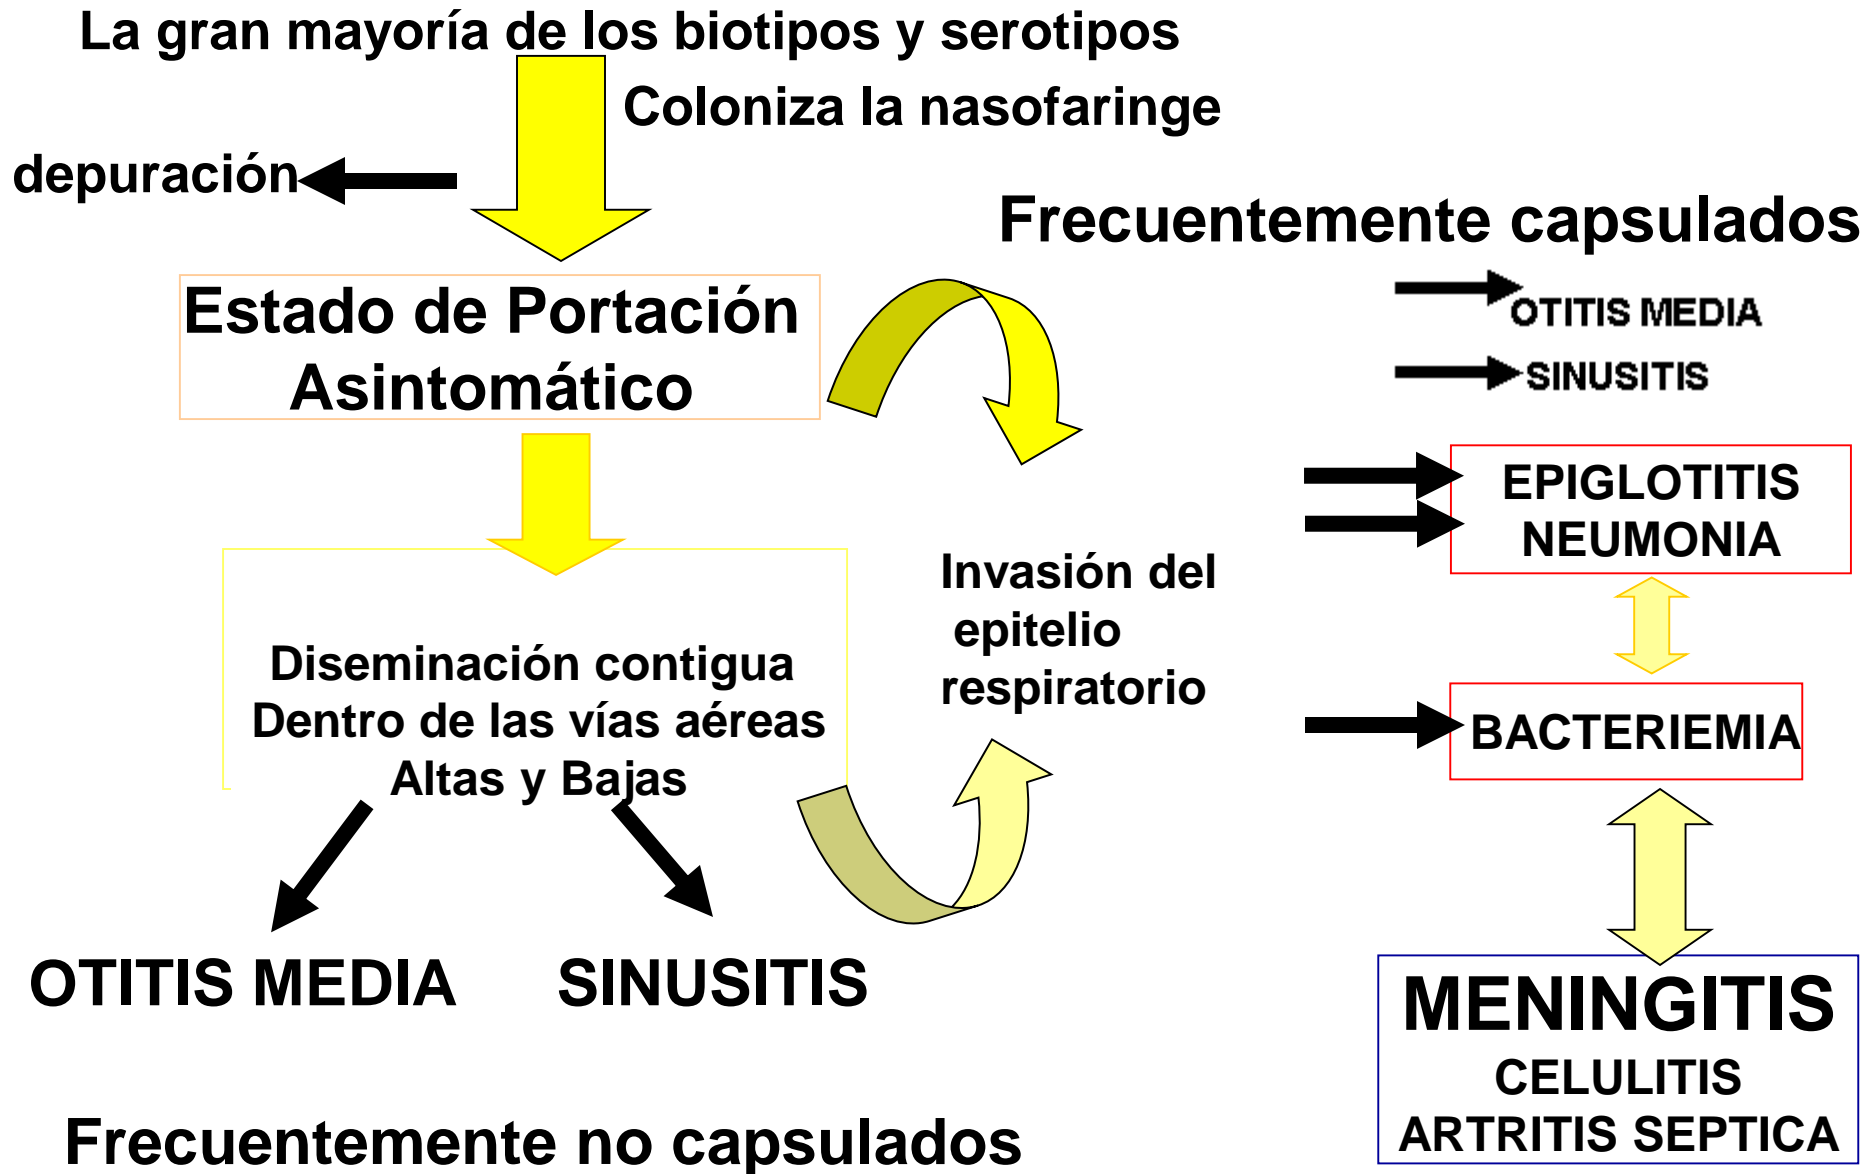 La gran mayoría de los biotipos y serotipos
Coloniza la nasofaringe
depuración
Estado de Portación
Asintomático
Diseminación contigua
Dentro de las vías aéreas
Altas y Bajas
OTITIS MEDIA
SINUSITIS
Frecuentemente no capsulados
Invasión del
epitelio
respiratorio
Frecuentemente capsulados
OTITIS MEDIA
SINUSITIS
EPIGLOTITIS
NEUMONIA
BACTERIEMIA
MENINGITIS
CELULITIS
ARTRITIS SEPTICA